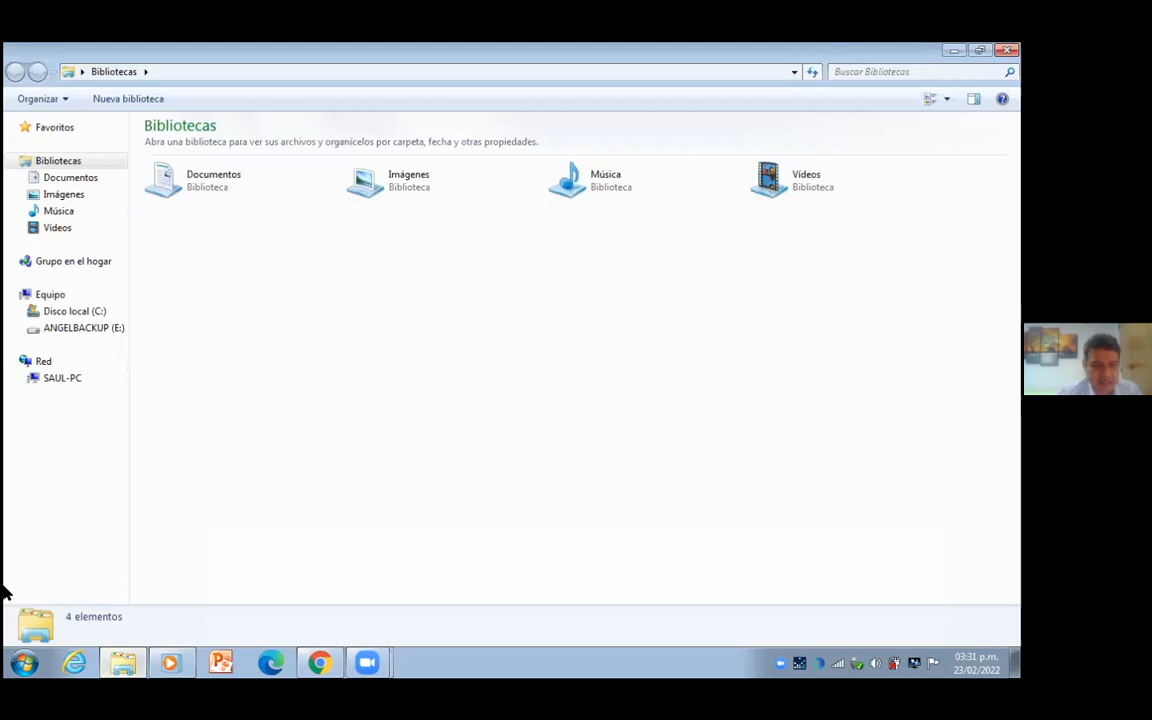 Bibliotecas
Buscar Bibliotecas
Organizar
Nueva biblioteca
Favoritos
Bibliotecas
Documentos
Imágenes
Música
Vídeos
Grupo en el hogar
Equipo
Disco local (C:)
ANGELBACKUP (E:)
Red
SAUL-PC
Bibliotecas
Abra una biblioteca para ver sus archivos y organícelos por carpeta, fecha y otras propiedades.
Documentos
Biblioteca
Imágenes
Biblioteca
Música
Biblioteca
Vídeos
Biblioteca
4 elementos
03:31 p.m.
23/02/2022